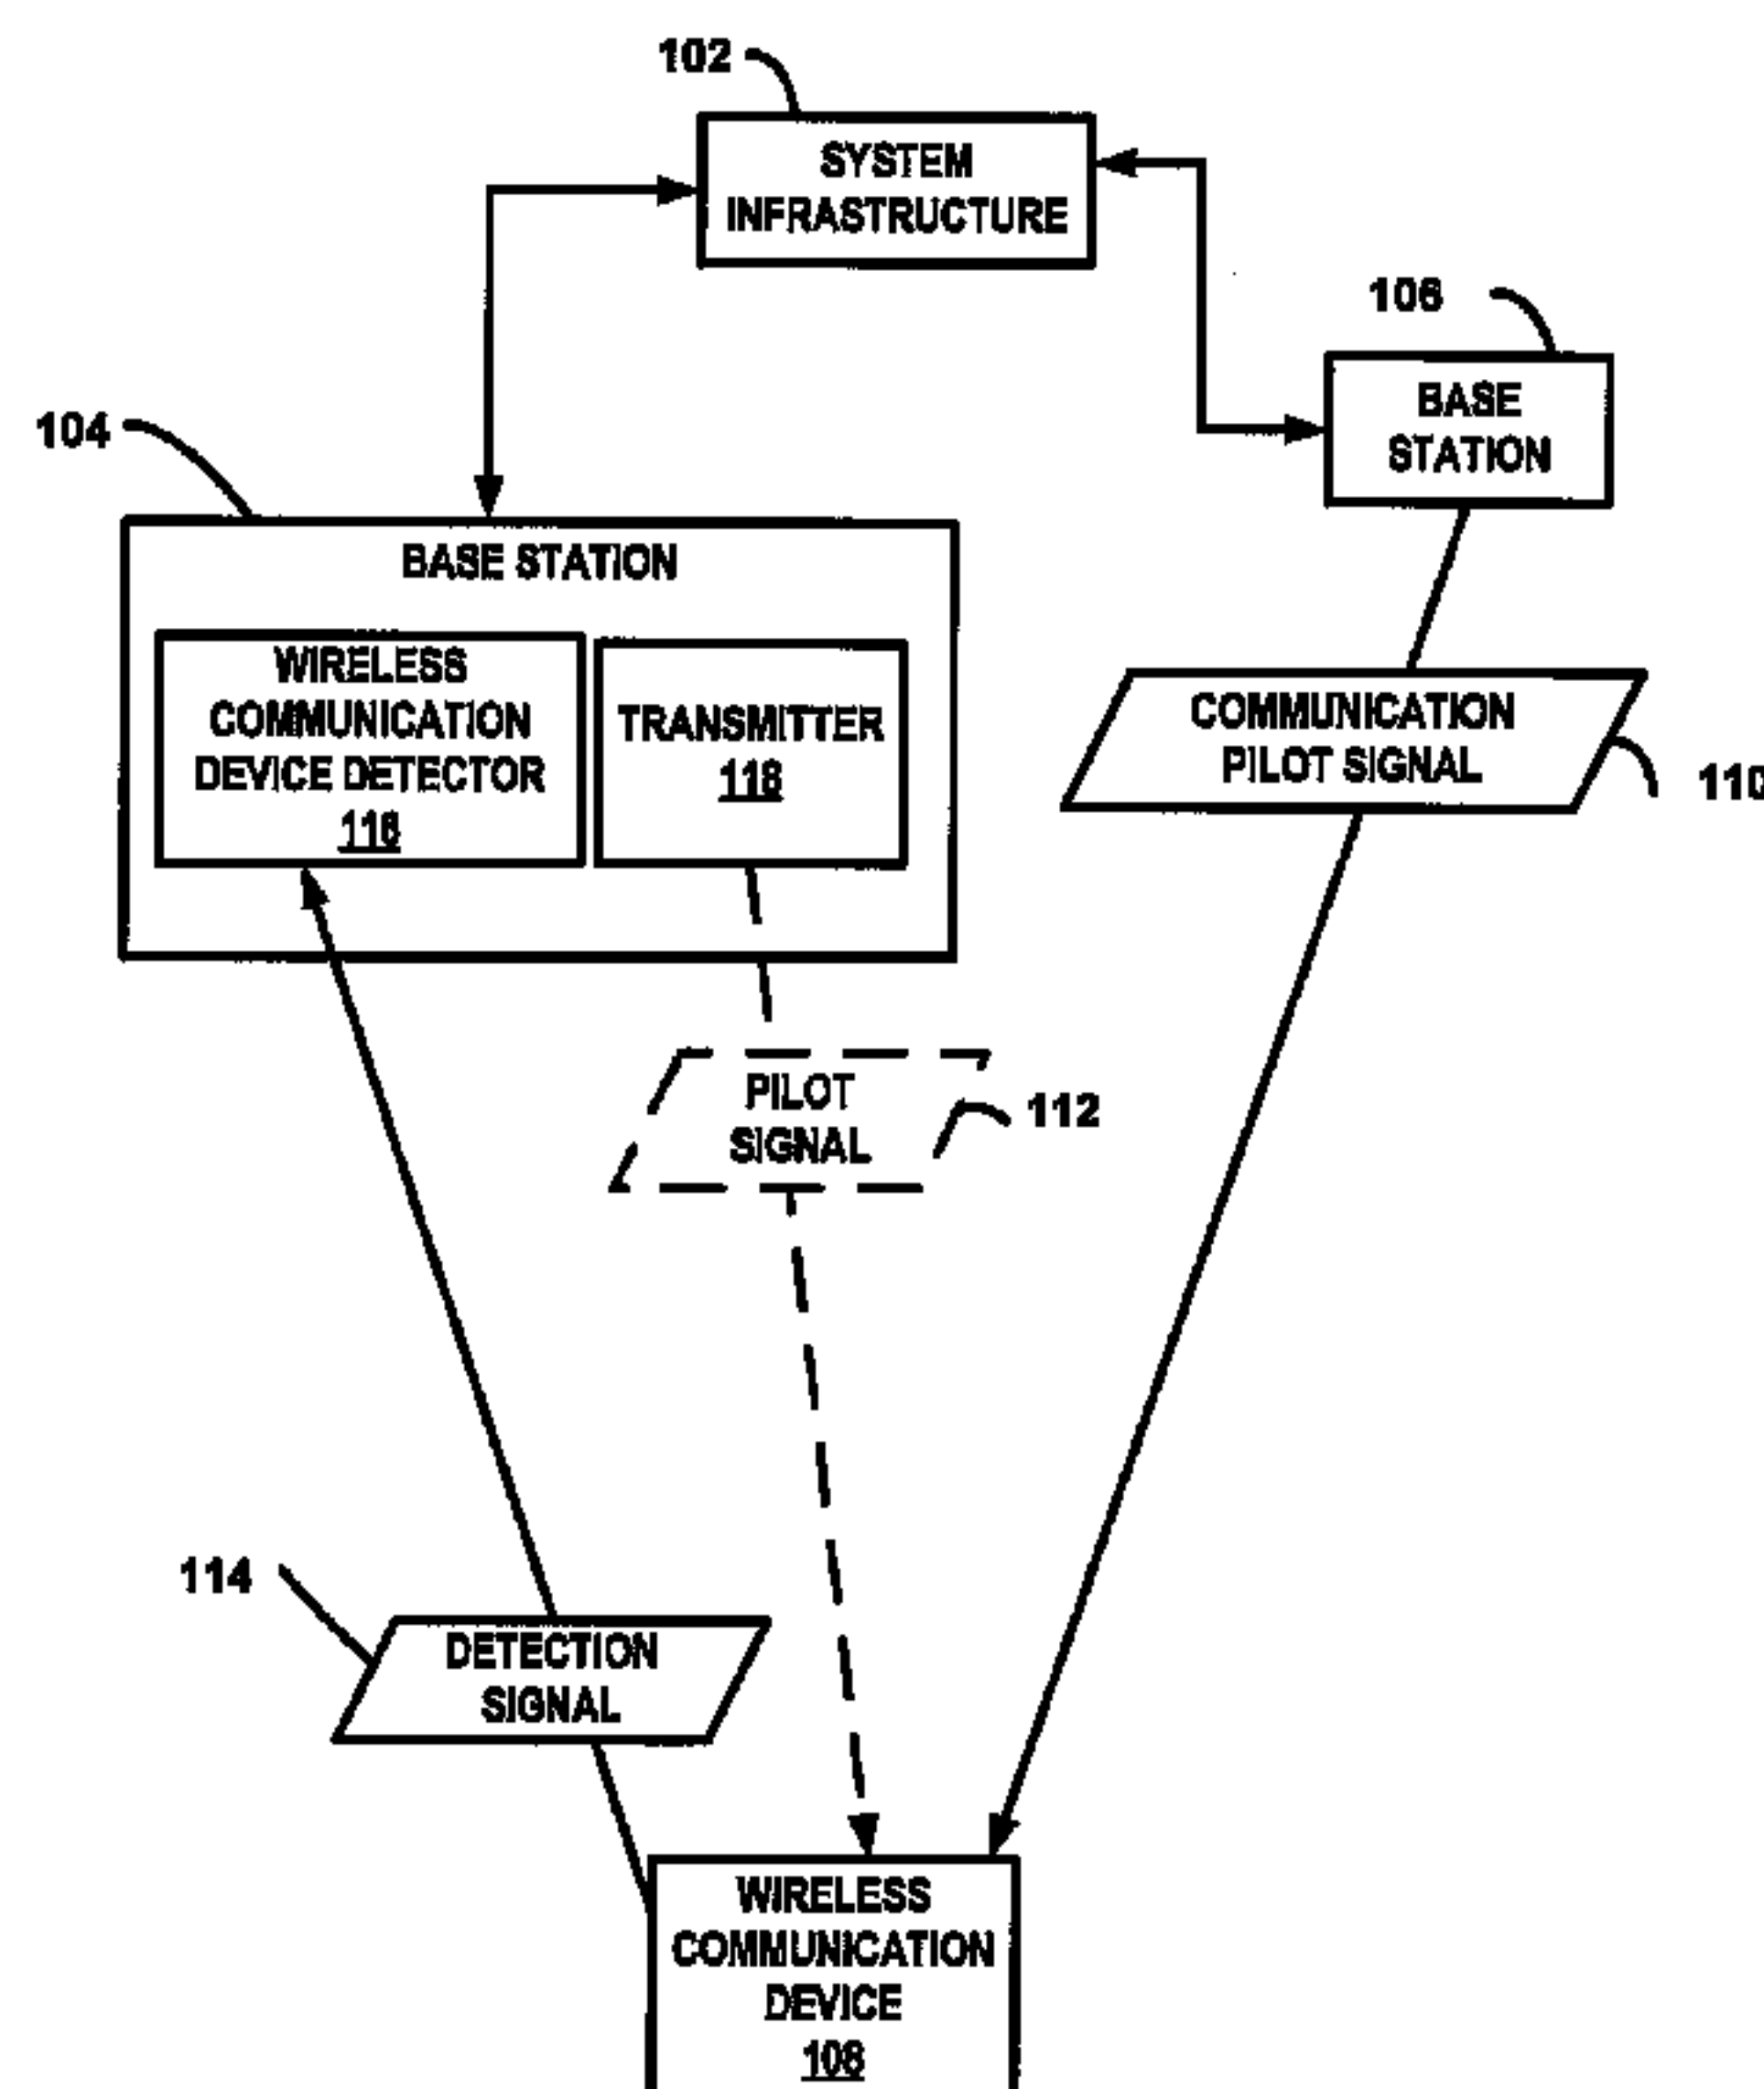 102
SYSTEM
INFRASTRUCTURE
106
BASE
STATION
104
BASE STATION
WIRELESS
COMMUNICATION
DEVICE DETECTOR
116
TRANSMITTER
118
COMMUNICATION
PILOT SIGNAL
110
PILOT
SIGNAL
112
114
DETECTION
SIGNAL
WIRELESS
COMMUNICATION
DEVICE
108